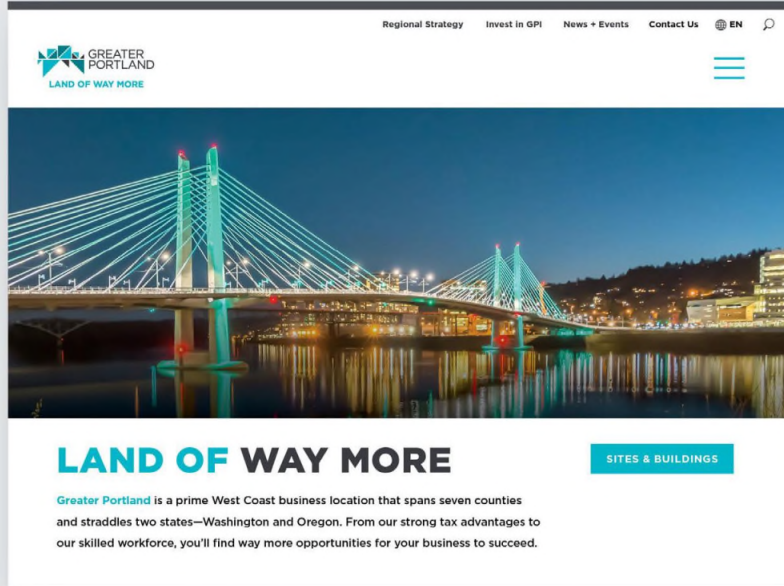 Regional Strategy Invest in GPI News + Events Contact Us EN
GREATER
PORTLAND
LAND OF WAY MORE
LAND OF WAY MORE
SITES & BUILDINGS
Greater Portland is a prime West Coast business location that spans seven counties
and straddles two states—Washington and Oregon. From our strong tax advantages to
our skilled workforce, you'll find way more opportunities for your business to succeed.